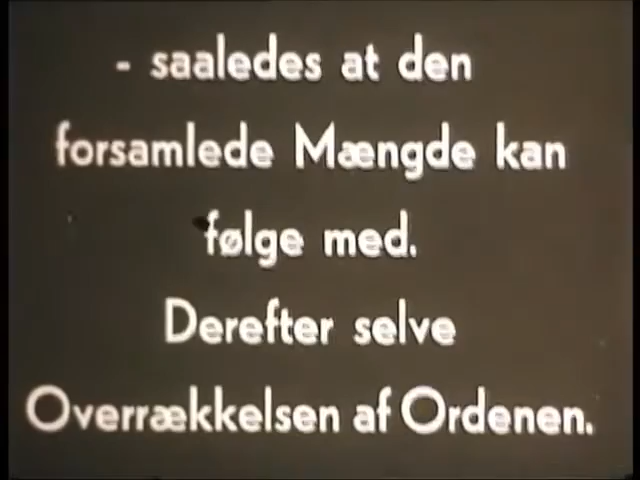 - saaledes at den
forsamlede Mængde kan
følge med.
Derefter selve
Overrækkelsen af Ordenen.